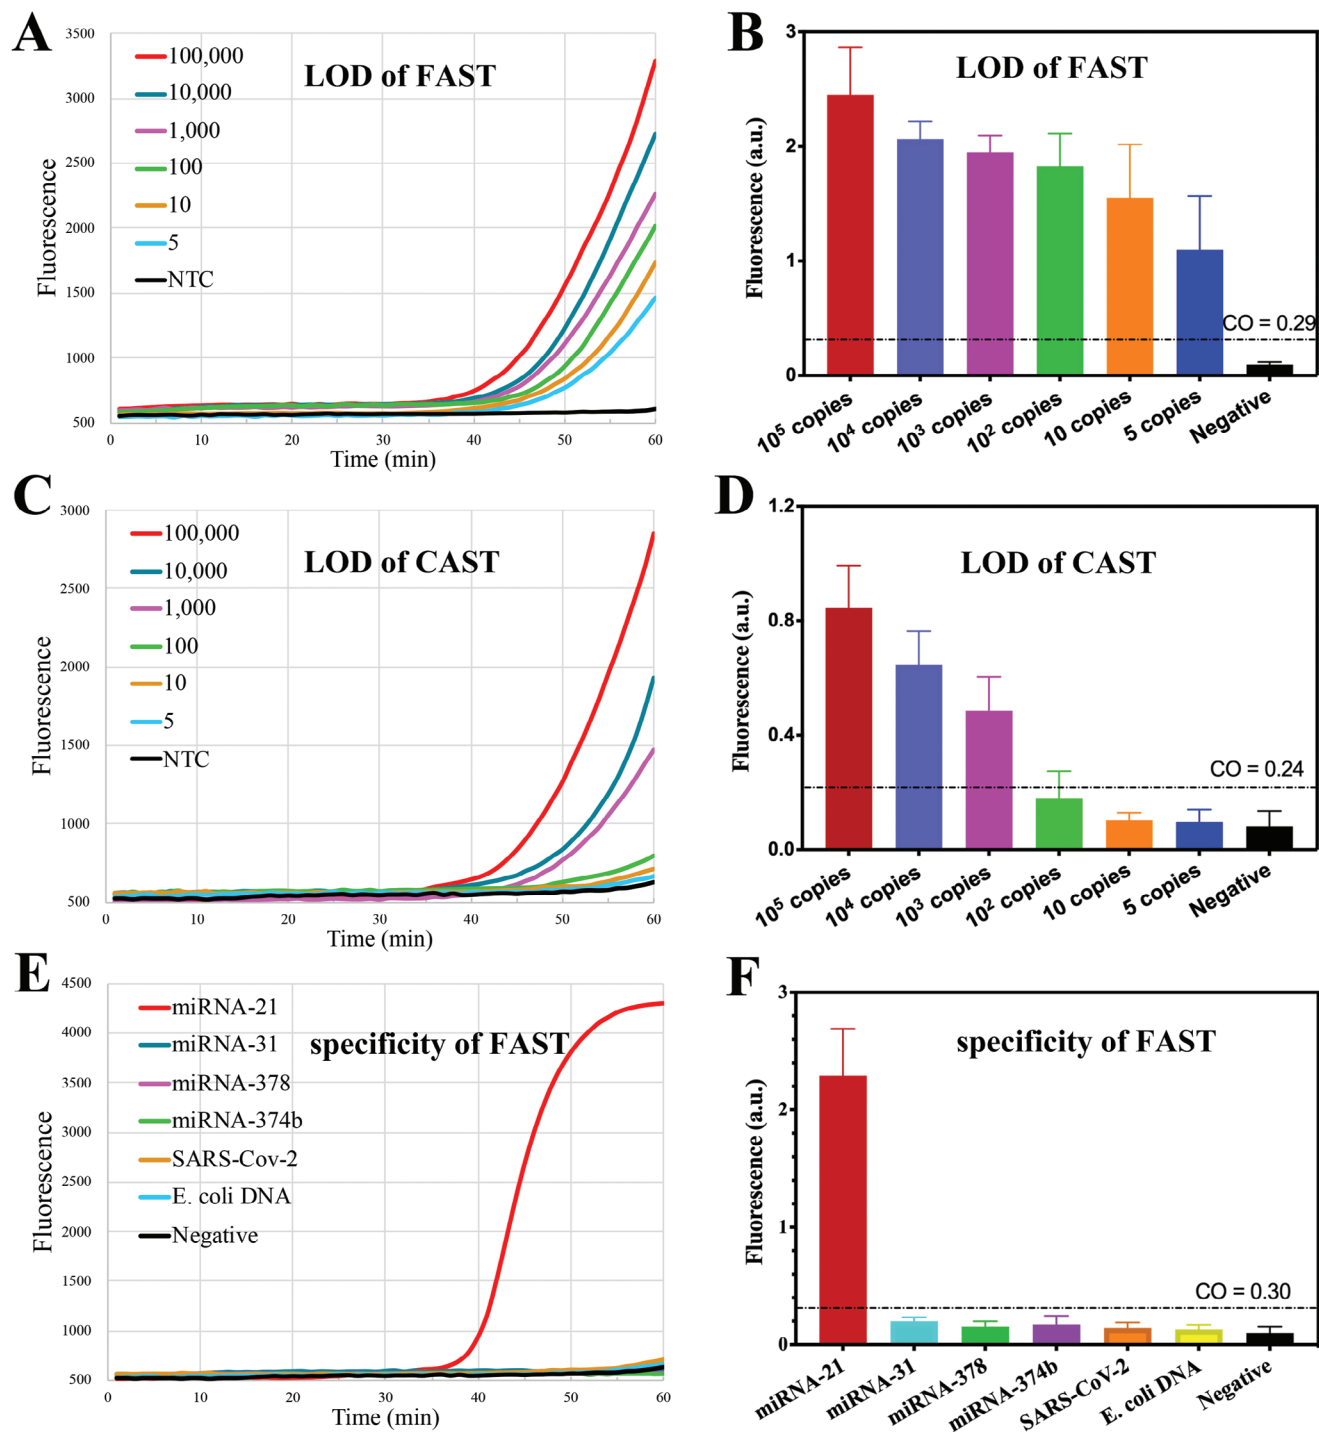 A
LOD of FAST
3500
3000
2500
2000
1500
1000
500
Fluorescence
100,000
10,000
1,000
100
10
5
NTC
0
10
20
30
40
50
60
Time (min)
B
LOD of FAST
3
2
1
0
Fluorescence (a.u.)
CO = 0.29
10⁵ copies
10⁴ copies
10³ copies
10² copies
10 copies
5 copies
Negative
C
LOD of CAST
3000
2500
2000
1500
1000
500
Fluorescence
100,000
10,000
1,000
100
10
5
NTC
0
10
20
30
40
50
60
Time (min)
D
LOD of CAST
1.2
0.8
0.4
0.0
Fluorescence (a.u.)
CO = 0.24
10⁵ copies
10⁴ copies
10³ copies
10² copies
10 copies
5 copies
Negative
E
specificity of FAST
4500
4000
3500
3000
2500
2000
1500
1000
500
Fluorescence
miRNA-21
miRNA-31
miRNA-378
miRNA-374b
SARS-Cov-2
E. coli DNA
Negative
0
10
20
30
40
50
60
Time (min)
F
specificity of FAST
3
2
1
0
Fluorescence (a.u.)
CO = 0.30
miRNA-21
miRNA-31
miRNA-378
miRNA-374b
SARS-CoV-2
E. coli DNA
Negative